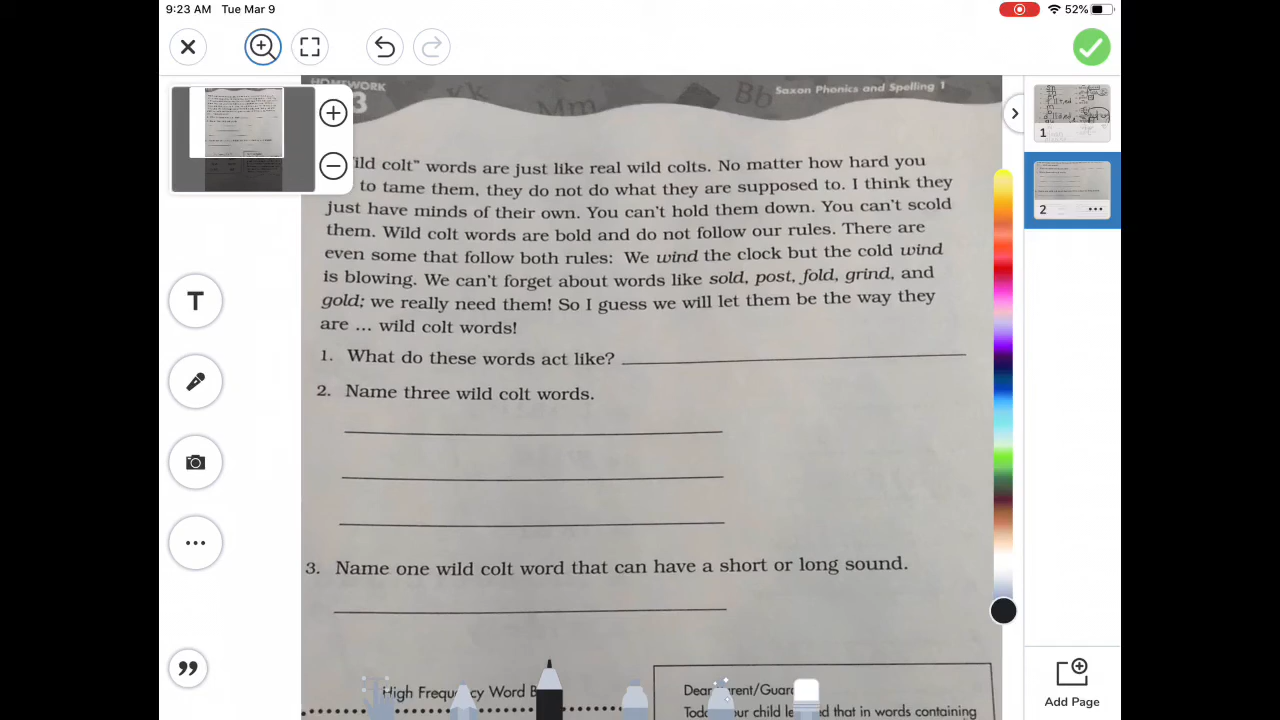 9:23 AM Tue Mar 9
52%
HOMEWORK
3
Mm
Bb
Saxon Phonics and Spelling 1
ild colt" words are just like real wild colts. No matter how hard you
to tame them, they do not do what they are supposed to. I think they
just have minds of their own. You can't hold them down. You can't scold
them. Wild colt words are bold and do not follow our rules. There are
even some that follow both rules: We wind the clock but the cold wind
is blowing. We can't forget about words like sold, post, fold, grind, and
gold; we really need them! So I guess we will let them be the way they
are ... wild colt words!
1. What do these words act like?
2. Name three wild colt words.
3. Name one wild colt word that can have a short or long sound.
High Frequency Word B
Dear Parent/Guard
Today your child learned that in words containing
T
1
2
Add Page